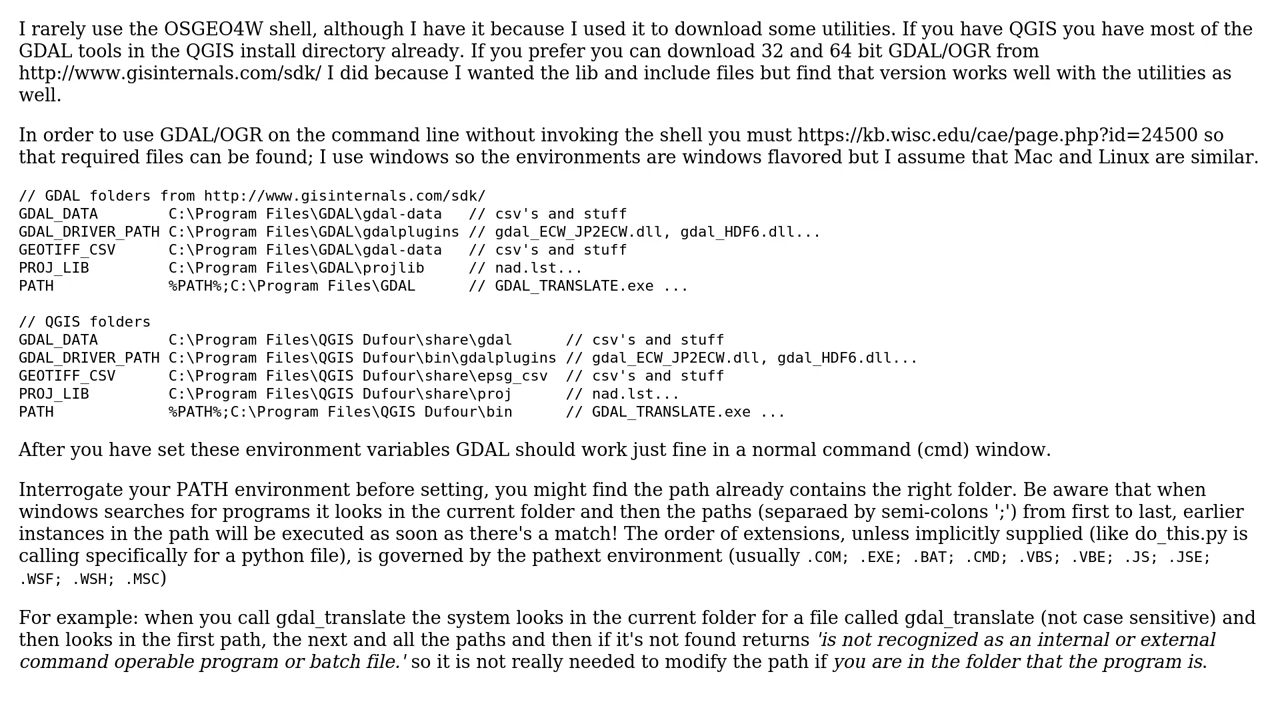 I rarely use the OSGEO4W shell, although I have it because I used it to download some utilities. If you have QGIS you have most of the
GDAL tools in the QGIS install directory already. If you prefer you can download 32 and 64 bit GDAL/OGR from
http://www.gisinternals.com/sdk/ I did because I wanted the lib and include files but find that version works well with the utilities as
well.
In order to use GDAL/OGR on the command line without invoking the shell you must https://kb.wisc.edu/cae/page.php?id=24500 so
that required files can be found; I use windows so the environments are windows flavored but I assume that Mac and Linux are similar.
// GDAL folders from http://www.gisinternals.com/sdk/
GDAL_DATA        C:\Program Files\GDAL\gdal-data   // csv's and stuff
GDAL_DRIVER_PATH C:\Program Files\GDAL\gdalplugins // gdal_ECW_JP2ECW.dll, gdal_HDF6.dll...
GEOTIFF_CSV      C:\Program Files\GDAL\gdal-data   // csv's and stuff
PROJ_LIB         C:\Program Files\GDAL\projlib     // nad.lst...
PATH             %PATH%;C:\Program Files\GDAL      // GDAL_TRANSLATE.exe ...
// QGIS folders
GDAL_DATA        C:\Program Files\QGIS Dufour\share\gdal      // csv's and stuff
GDAL_DRIVER_PATH C:\Program Files\QGIS Dufour\bin\gdalplugins // gdal_ECW_JP2ECW.dll, gdal_HDF6.dll...
GEOTIFF_CSV      C:\Program Files\QGIS Dufour\share\epsg_csv  // csv's and stuff
PROJ_LIB         C:\Program Files\QGIS Dufour\share\proj      // nad.lst...
PATH             %PATH%;C:\Program Files\QGIS Dufour\bin      // GDAL_TRANSLATE.exe ...
After you have set these environment variables GDAL should work just fine in a normal command (cmd) window.
Interrogate your PATH environment before setting, you might find the path already contains the right folder. Be aware that when
windows searches for programs it looks in the current folder and then the paths (separaed by semi-colons ';') from first to last, earlier
instances in the path will be executed as soon as there's a match! The order of extensions, unless implicitly supplied (like do_this.py is
calling specifically for a python file), is governed by the pathext environment (usually .COM; .EXE; .BAT; .CMD; .VBS; .VBE; .JS; .JSE;
.WSF; .WSH; .MSC)
For example: when you call gdal_translate the system looks in the current folder for a file called gdal_translate (not case sensitive) and
then looks in the first path, the next and all the paths and then if it's not found returns 'is not recognized as an internal or external
command operable program or batch file.' so it is not really needed to modify the path if you are in the folder that the program is.